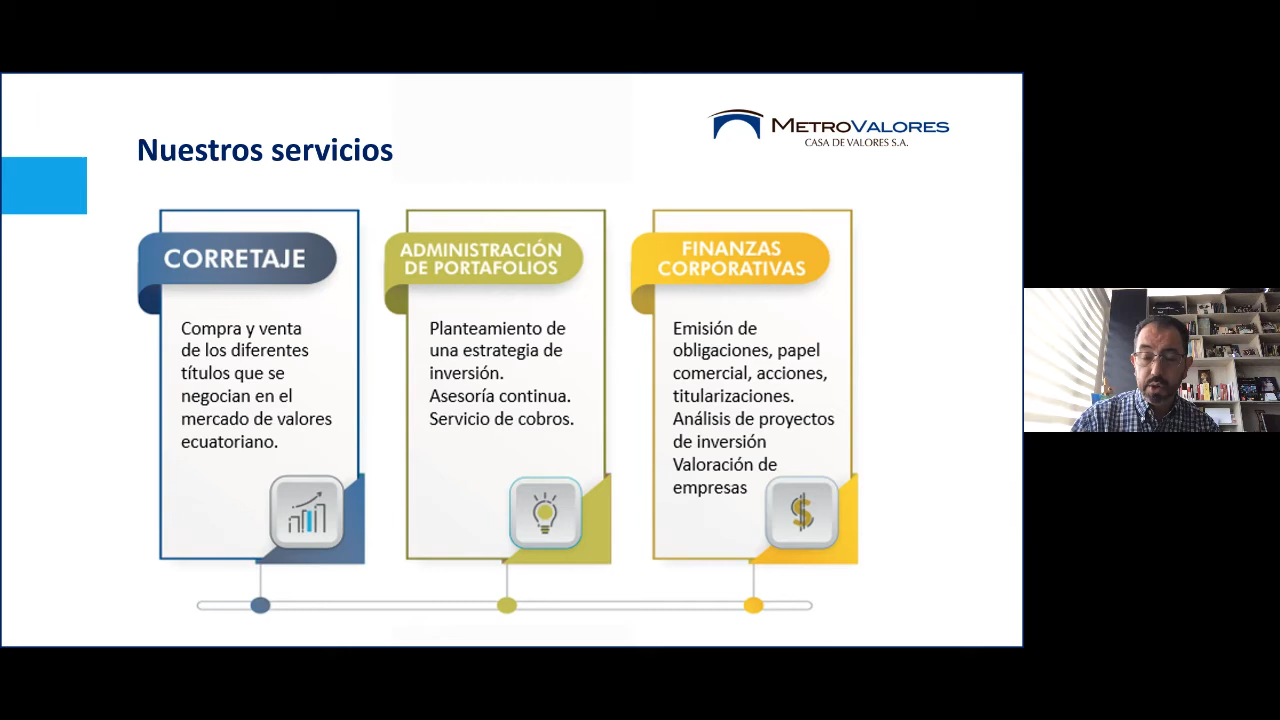 METROVALORES
CASA DE VALORES S.A.
Nuestros servicios
CORRETAJE
Compra y venta
de los diferentes
títulos que se
negocian en el
mercado de valores
ecuatoriano.
ADMINISTRACIÓN
DE PORTAFOLIOS
Planteamiento de
una estrategia de
inversión.
Asesoría continua.
Servicio de cobros.
FINANZAS
CORPORATIVAS
Emisión de
obligaciones, papel
comercial, acciones,
titularizaciones.
Análisis de proyectos
de inversión
Valoración de
empresas
$